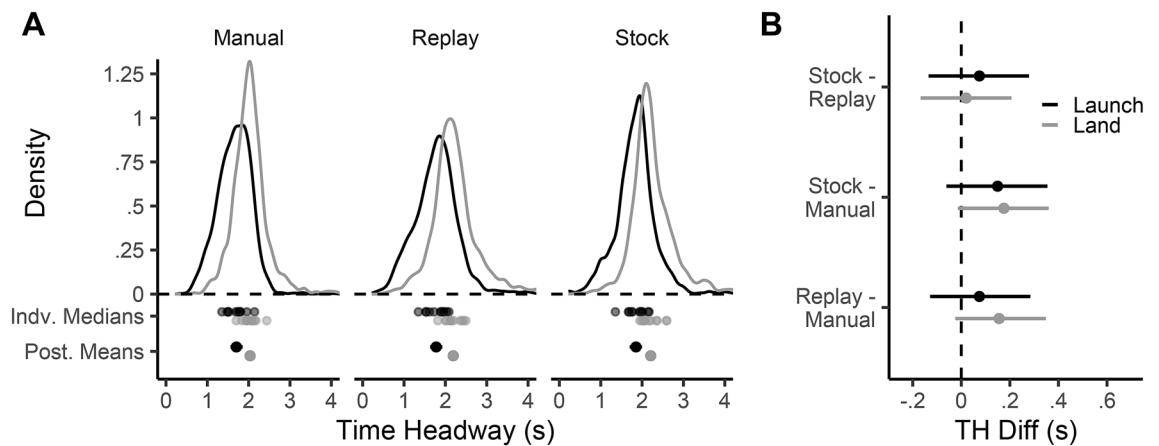 A
B
Manual Replay Stock
Density
1.25
1
.75
.5
.25
0
Indv. Medians
Post. Means
0 1 2 3 4 0 1 2 3 4 0 1 2 3 4
Time Headway (s)
Stock -
Replay
Stock -
Manual
Replay -
Manual
Launch
Land
-.2 0 .2 .4 .6
TH Diff (s)